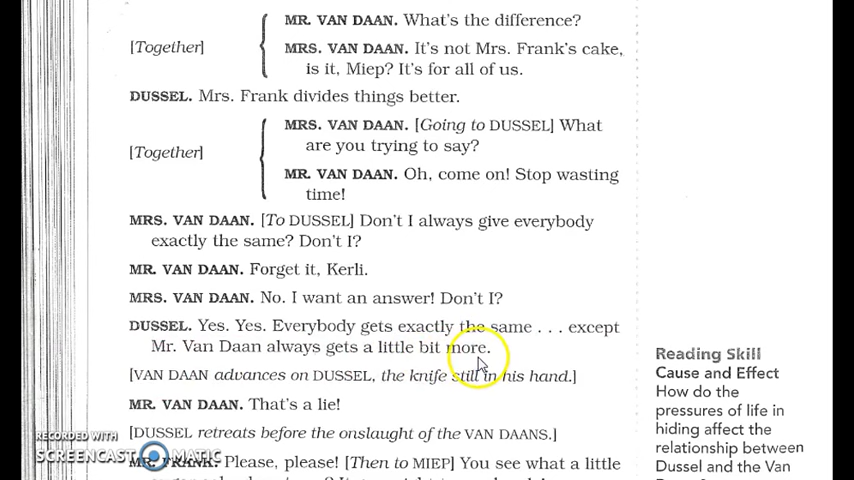 MR. VAN DAAN. What's the difference?
[Together]
MRS. VAN DAAN. It's not Mrs. Frank's cake,
is it, Miep? It's for all of us.
DUSSEL. Mrs. Frank divides things better.
MRS. VAN DAAN. [Going to DUSSEL] What
are you trying to say?
[Together]
MR. VAN DAAN. Oh, come on! Stop wasting
time!
MRS. VAN DAAN. [To DUSSEL] Don't I always give everybody
exactly the same? Don't I?
MR. VAN DAAN. Forget it, Kerli.
MRS. VAN DAAN. No. I want an answer! Don't I?
DUSSEL. Yes. Yes. Everybody gets exactly the same . . . except
Mr. Van Daan always gets a little bit more.
[VAN DAAN advances on DUSSEL, the knife still in his hand.]
MR. VAN DAAN. That's a lie!
[DUSSEL retreats before the onslaught of the VAN DAANS.]
MR. FRANK. Please, please! [Then to MIEP] You see what a little
Reading Skill
Cause and Effect
How do the
pressures of life in
hiding affect the
relationship between
Dussel and the Van
RECORDED WITH
SCREENCAST MATIC